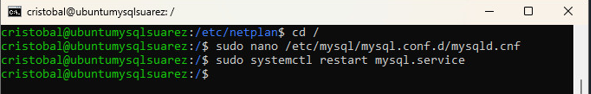 cristobal@ubuntumysqlsuarez: /
cristobal@ubuntumysqlsuarez:/etc/netplan$ cd /
cristobal@ubuntumysqlsuarez:/$ sudo nano /etc/mysql/mysql.conf.d/mysqld.cnf
cristobal@ubuntumysqlsuarez:/$ sudo systemctl restart mysql.service
cristobal@ubuntumysqlsuarez:/$